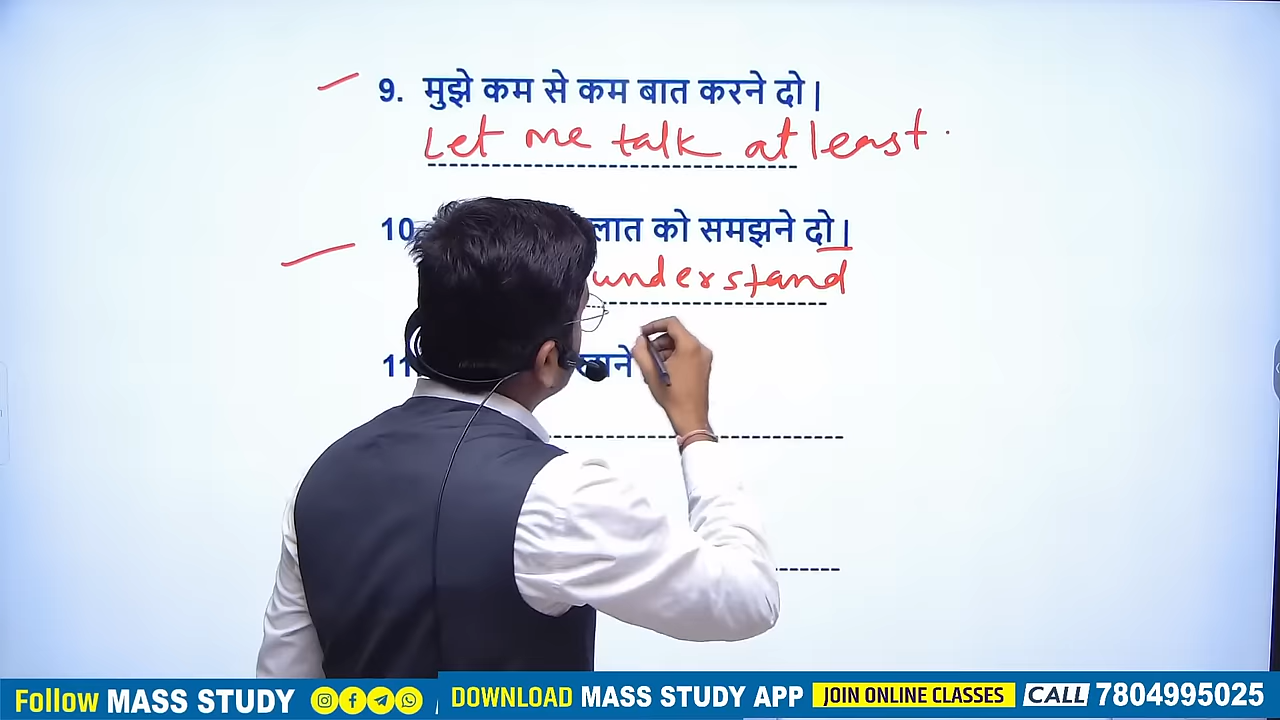 9. मुझे कम से कम बात करने दो |
Let me talk at least.
10 को समझने दो |
understand
11
Follow MASS STUDY
DOWNLOAD MASS STUDY APP JOIN ONLINE CLASSES CALL 7804995025